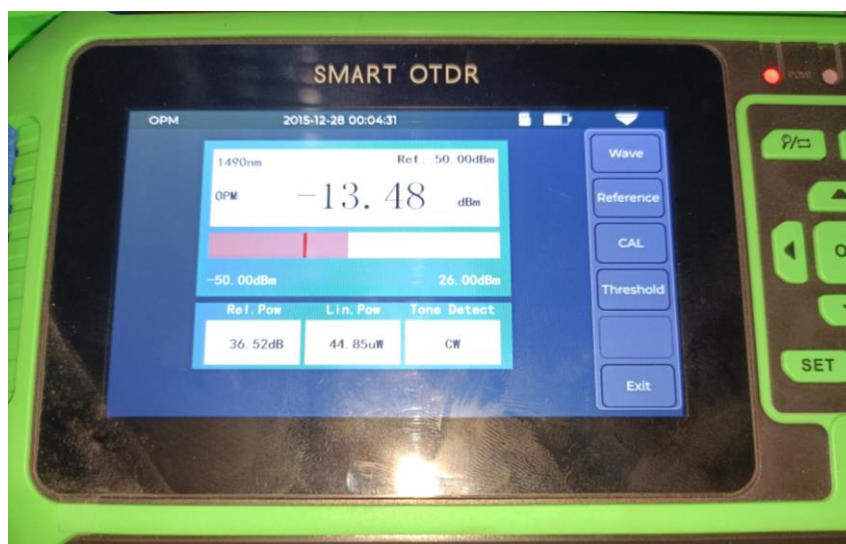 SMART OTDR
OPM 2015-12-28 00:04:31
1490nm Ref: 50.00dBm
OPM -13.48 dBm
-50.00dBm 26.00dBm
Rel.Pow Lin.Pow Tone Detect
36.52dB 44.85uW CW
Wave
Reference
CAL
Threshold
Exit
SET